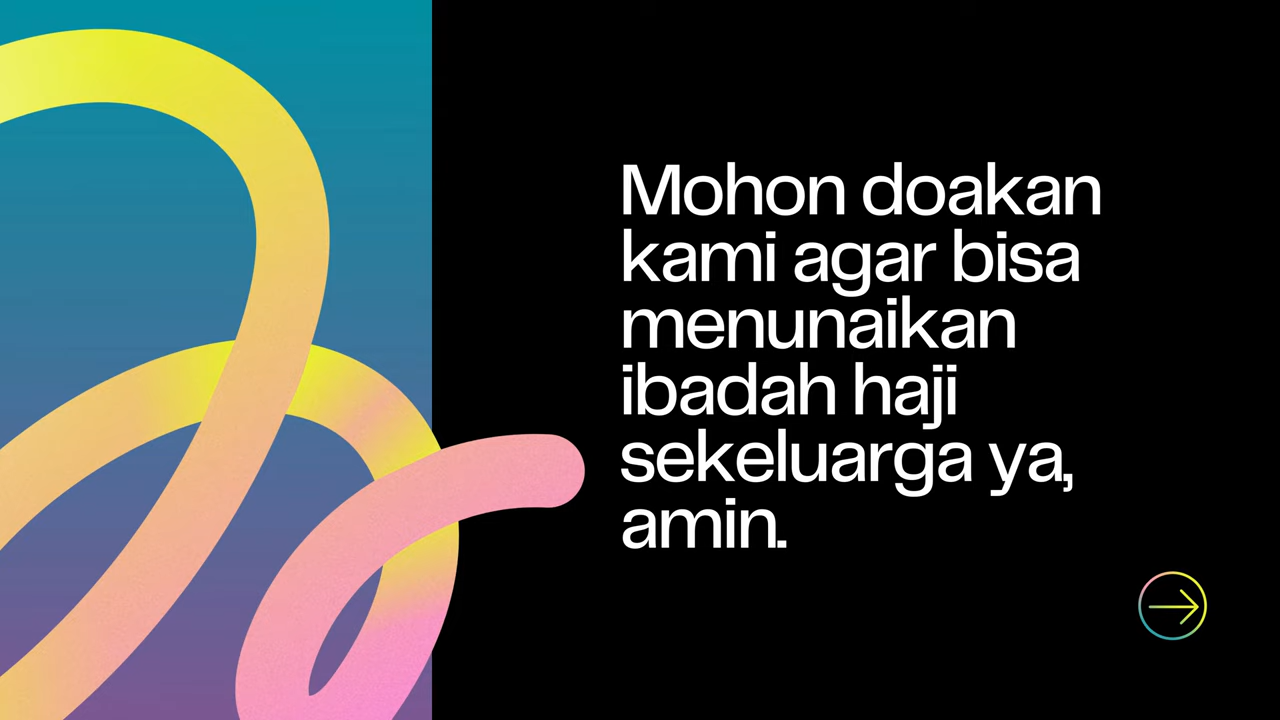 Mohon doakan
kami agar bisa
menunaikan
ibadah haji
sekeluarga ya,
amin.